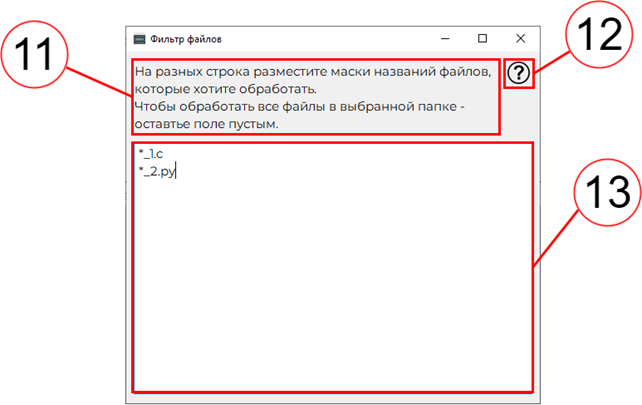 11
12
Фильтр файлов
На разных строка разместите маски названий файлов,
которые хотите обработать.
Чтобы обработать все файлы в выбранной папке -
оставтье поле пустым.
?
*_1.c
*_2.py
13